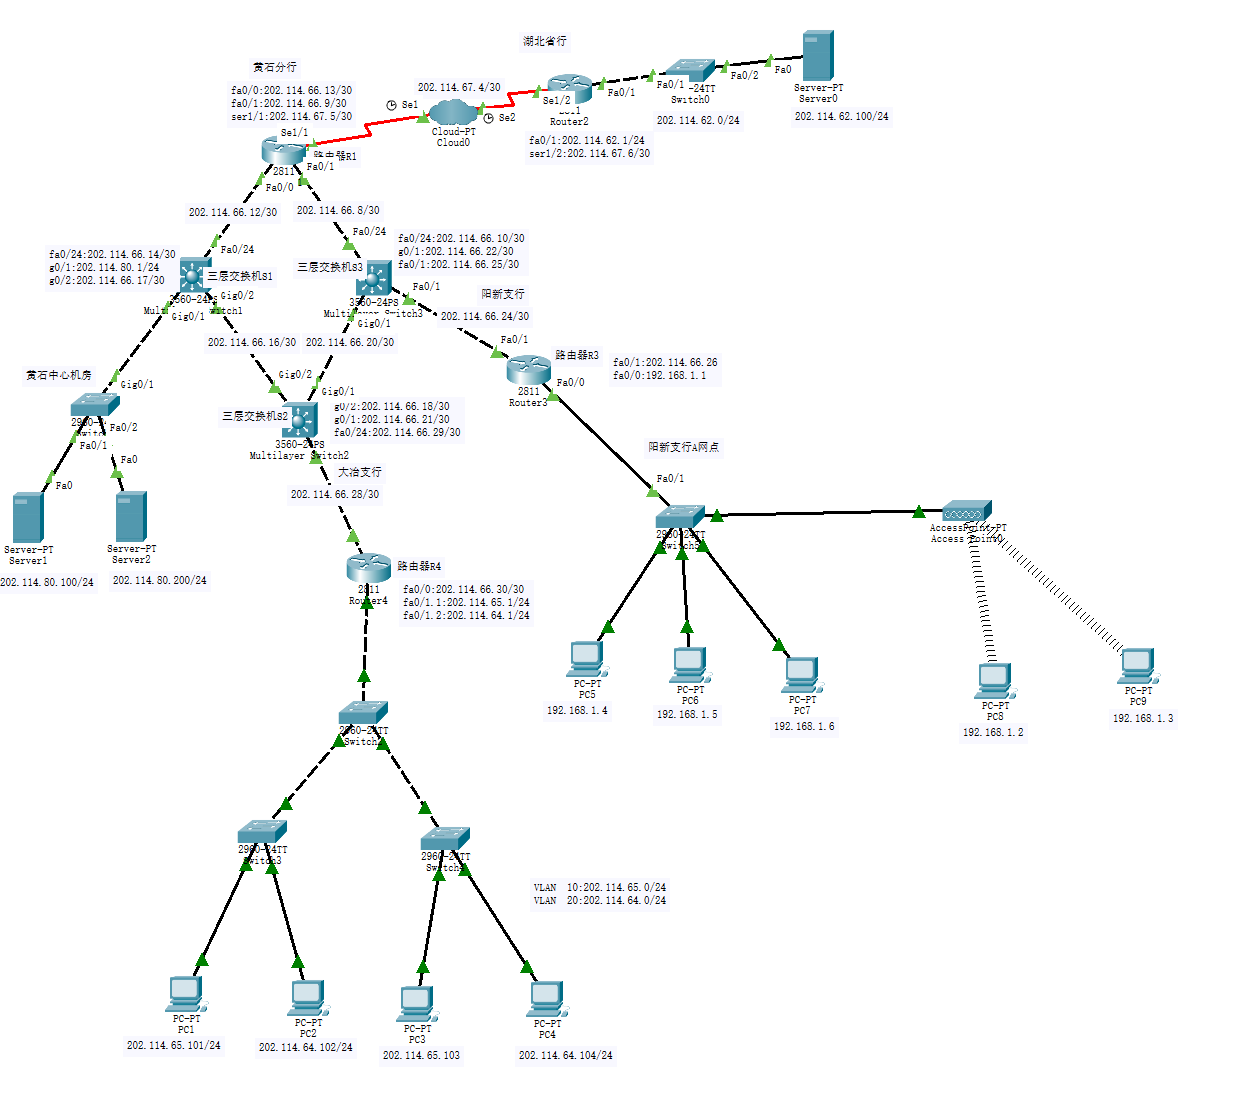 湖北省行
黄石分行
fa0/0:202.114.66.13/30
fa0/1:202.114.66.9/30
ser1/1:202.114.67.5/30
202.114.67.4/30
Se1
Se2
Cloud-PT
Cloud0
Se1/2
Fa0/1
Router2
fa0/1:202.114.62.1/24
ser1/2:202.114.67.6/30
Fa0/1
-24TT
Switch0
202.114.62.0/24
Fa0/2
Fa0
Server-PT
Server0
202.114.62.100/24
Se1/1
路由器R1
Fa0/1
2811
Fa0/0
202.114.66.12/30
202.114.66.8/30
Fa0/24
fa0/24:202.114.66.14/30
g0/1:202.114.80.1/24
g0/2:202.114.66.17/30
三层交换机S1
3560-24PS
Gig0/2
Gig0/1
Fa0/24
fa0/24:202.114.66.10/30
g0/1:202.114.66.22/30
fa0/1:202.114.66.25/30
三层交换机S3
Fa0/1
3560-24PS
Multilayer Switch3
Gig0/1
阳新支行
202.114.66.24/30
202.114.66.16/30
202.114.66.20/30
Fa0/1
路由器R3
fa0/1:202.114.66.26
fa0/0:192.168.1.1
Fa0/0
2811
Router3
黄石中心机房
Gig0/1
Fa0/2
Fa0/1
Fa0
Fa0
Server-PT
Server1
202.114.80.100/24
Server-PT
Server2
202.114.80.200/24
Gig0/2
Gig0/1
三层交换机S2
g0/2:202.114.66.18/30
g0/1:202.114.66.21/30
fa0/24:202.114.66.29/30
3560-24PS
Multilayer Switch2
大冶支行
202.114.66.28/30
阳新支行A网点
Fa0/1
2960-24TT
Switch5
AccessPoint-PT
Access Point0
路由器R4
2811
Router4
fa0/0:202.114.66.30/30
fa0/1.1:202.114.65.1/24
fa0/1.2:202.114.64.1/24
PC-PT
PC5
192.168.1.4
PC-PT
PC6
192.168.1.5
PC-PT
PC7
192.168.1.6
PC-PT
PC8
192.168.1.2
PC-PT
PC9
192.168.1.3
2960-24TT
2960-24TT
Switch3
2960-24TT
Switch4
VLAN 10:202.114.65.0/24
VLAN 20:202.114.64.0/24
PC-PT
PC1
202.114.65.101/24
PC-PT
PC2
202.114.64.102/24
PC-PT
PC3
202.114.65.103
PC-PT
PC4
202.114.64.104/24